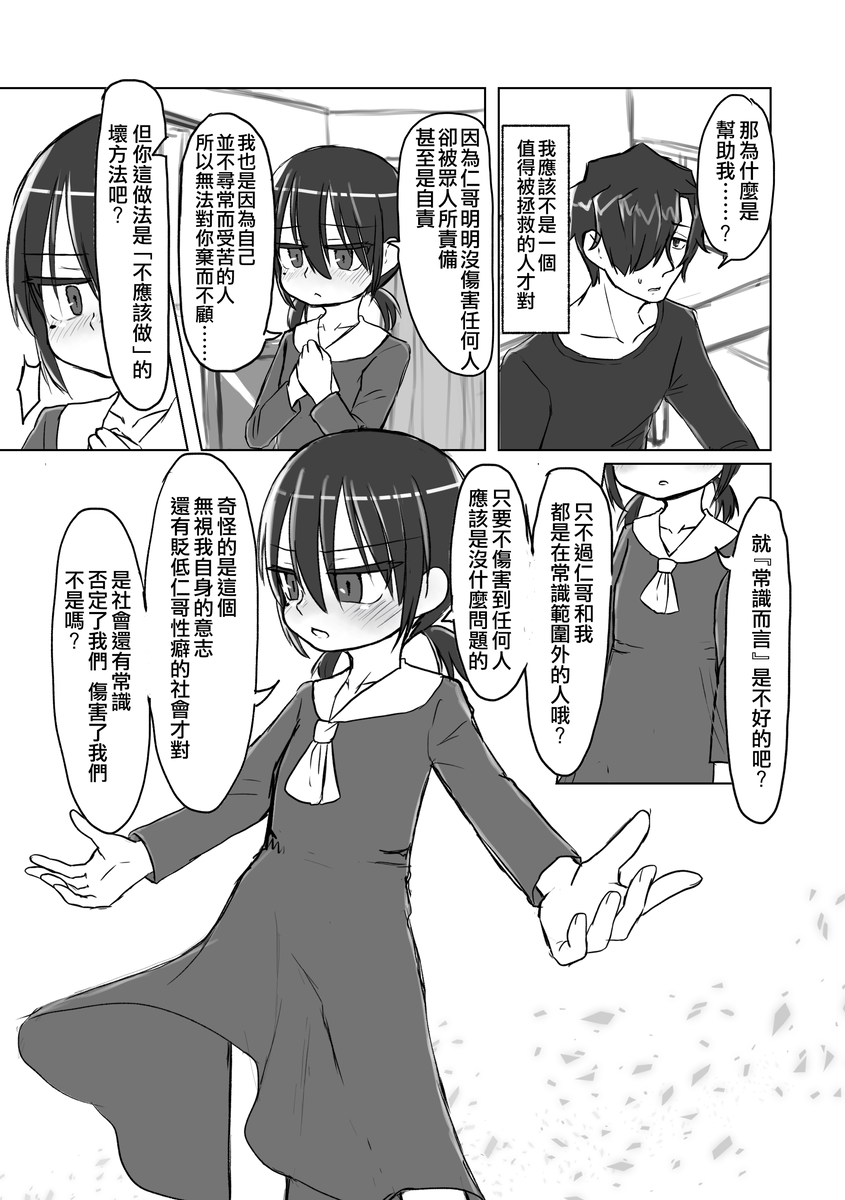 那為什麼是
幫助我……？
我應該不是一個
值得被拯救的人才對
因為仁哥明明沒傷害任何人
卻被眾人所責備
甚至是自責
我也是因為自己
並不尋常而受苦的人
所以無法對你棄而不顧……
但你這做法是「不應該做」的
壞方法吧？
就『常識而言』是不好的吧？
只不過仁哥和我
都是在常識範圍外的人哦？
只要不傷害到任何人
應該是沒什麼問題的
奇怪的是這個
無視我自身的意志
還有貶低仁哥性癖的社會才對
是社會還有常識
否定了我們 傷害了我們
不是嗎？